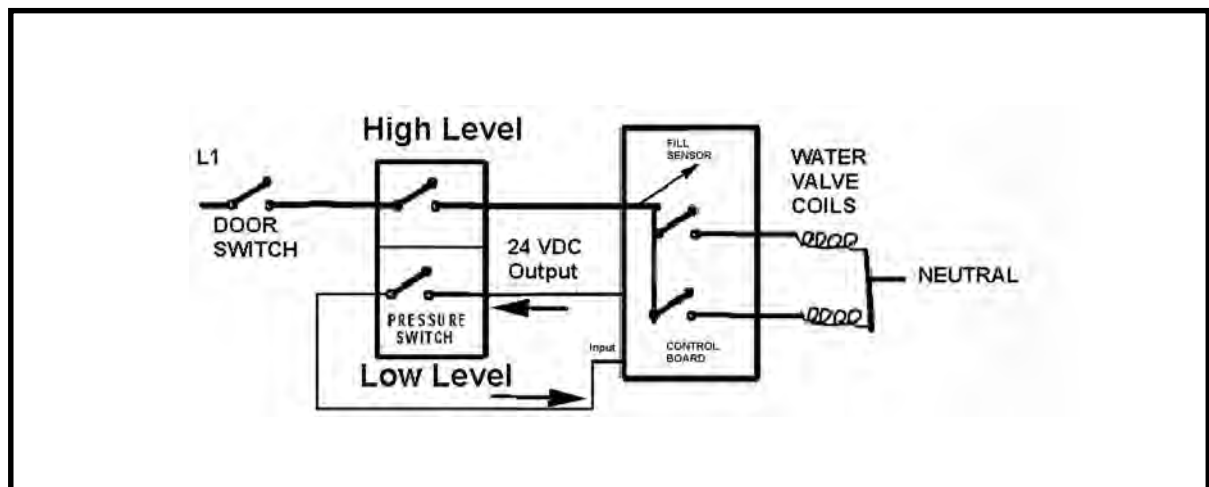 High Level
L1
DOOR
SWITCH
24 VDC
Output
PRESSURE
SWITCH
Low Level
Input
FILL
SENSOR
CONTROL
BOARD
WATER
VALVE
COILS
NEUTRAL